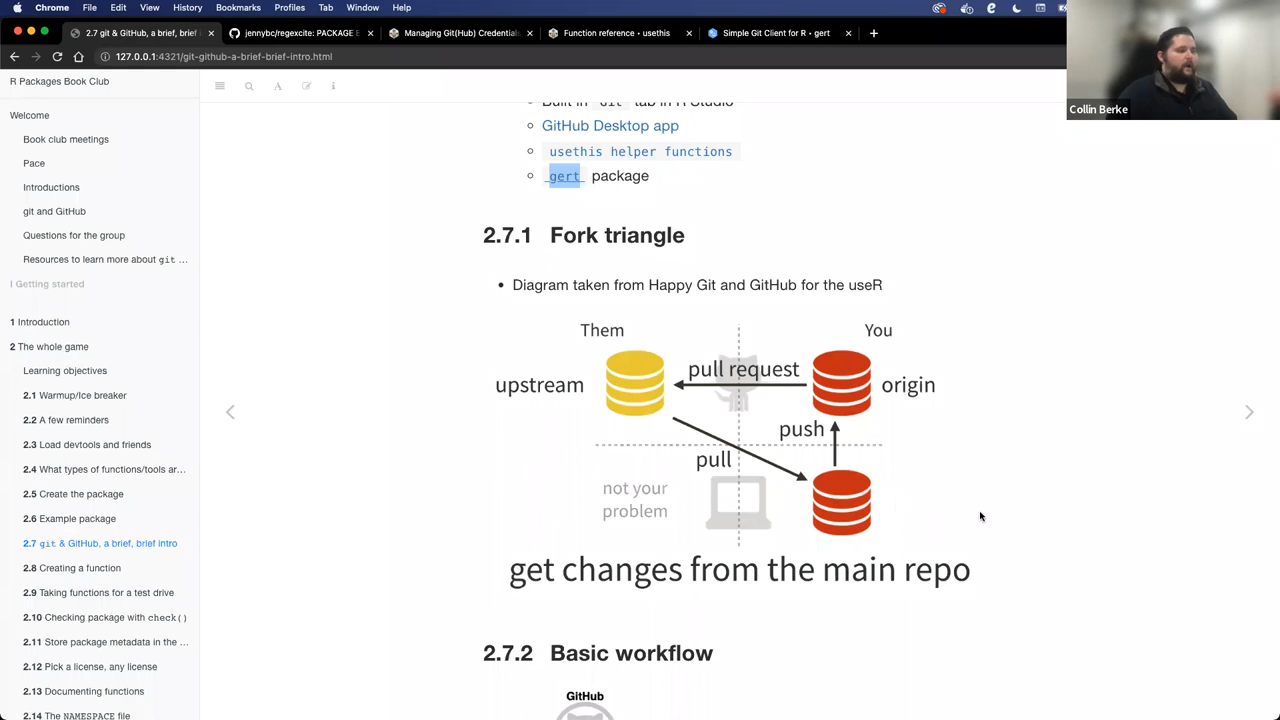 Chrome File Edit View History Bookmarks Profiles Tab Window Help
2.7 git & GitHub, a brief, brief
jennybc/regexcite: PACKAGE E
Managing Git(Hub) Credentials
Function reference • usethis
Simple Git Client for R • gert
127.0.0.1:4321/git-github-a-brief-brief-intro.html
Collin Berke
R Packages Book Club
Welcome
Book club meetings
Pace
Introductions
git and GitHub
Questions for the group
Resources to learn more about git ...
I Getting started
1 Introduction
2 The whole game
Learning objectives
2.1 Warmup/Ice breaker
2.2 A few reminders
2.3 Load devtools and friends
2.4 What types of functions/tools ar...
2.5 Create the package
2.6 Example package
2.7 git & GitHub, a brief, brief intro
2.8 Creating a function
2.9 Taking functions for a test drive
2.10 Checking package with check()
2.11 Store package metadata in the ...
2.12 Pick a license, any license
2.13 Documenting functions
2.14 The NAMESPACE file
Built in Git tab in R Studio
GitHub Desktop app
usethis helper functions
gert package
2.7.1 Fork triangle
Diagram taken from Happy Git and GitHub for the useR
Them You
upstream pull request origin
push
pull
not your
problem
get changes from the main repo
2.7.2 Basic workflow
GitHub